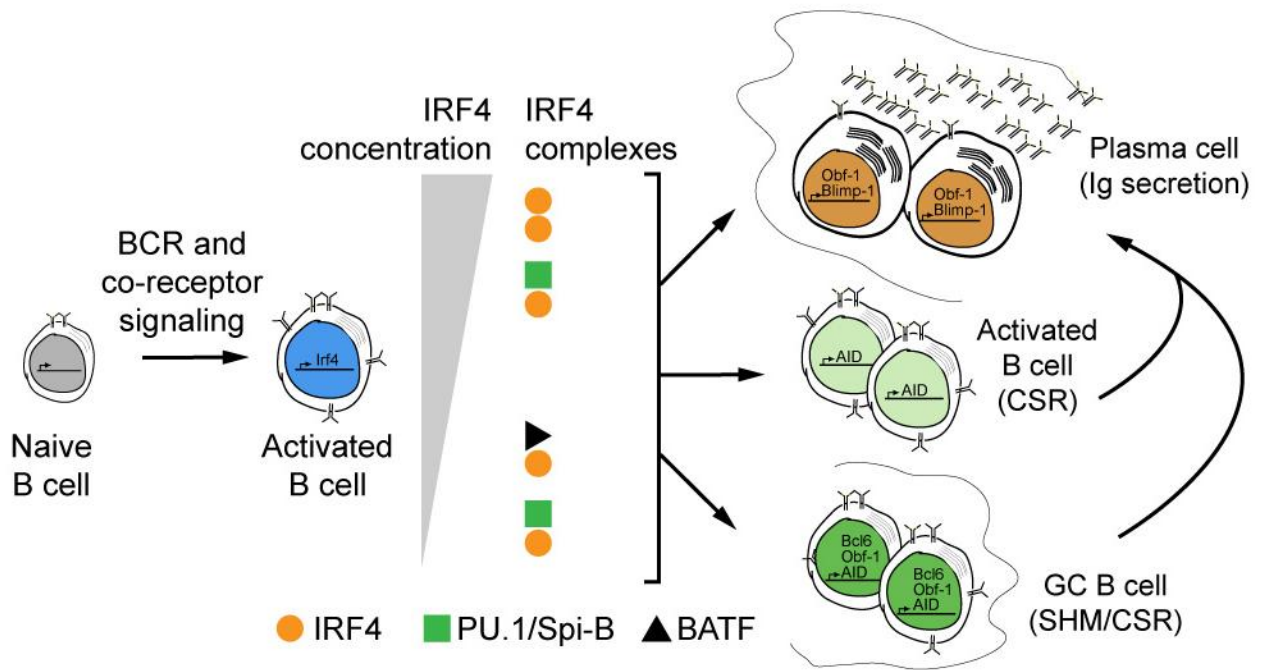 IRF4
concentration
IRF4
complexes
BCR and
co-receptor
signaling
Naive
B cell
Irf4
Activated
B cell
Obf-1
Blimp-1
Obf-1
Blimp-1
Plasma cell
(Ig secretion)
AID
AID
Activated
B cell
(CSR)
Bcl6
Obf-1
AID
Bcl6
Obf-1
AID
GC B cell
(SHM/CSR)
IRF4 PU.1/Spi-B BATF